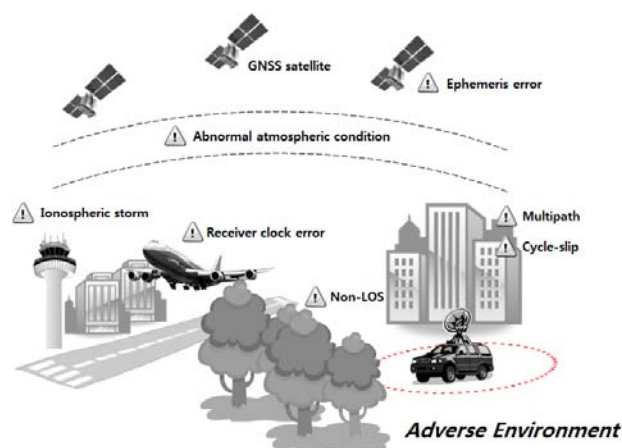 GNSS satellite
Ephemeris error
Abnormal atmospheric condition
Ionospheric storm
Multipath
Receiver clock error
Cycle-slip
Non-LOS
Adverse Environment